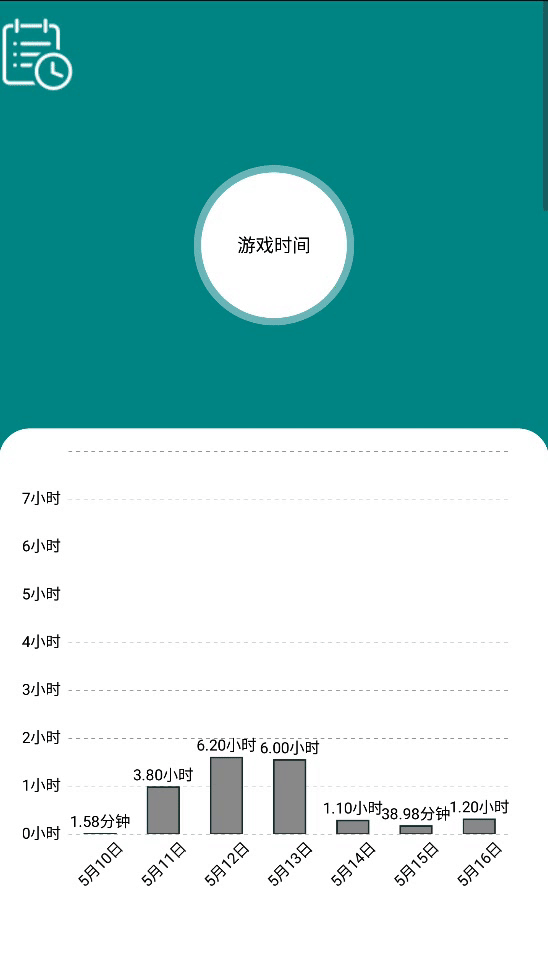 游戏时间
7小时
6小时
5小时
4小时
3小时
2小时
1小时
0小时
1.58分钟
3.80小时
6.20小时
6.00小时
1.10小时
38.98分钟
1.20小时
5月10日
5月11日
5月12日
5月13日
5月14日
5月15日
5月16日